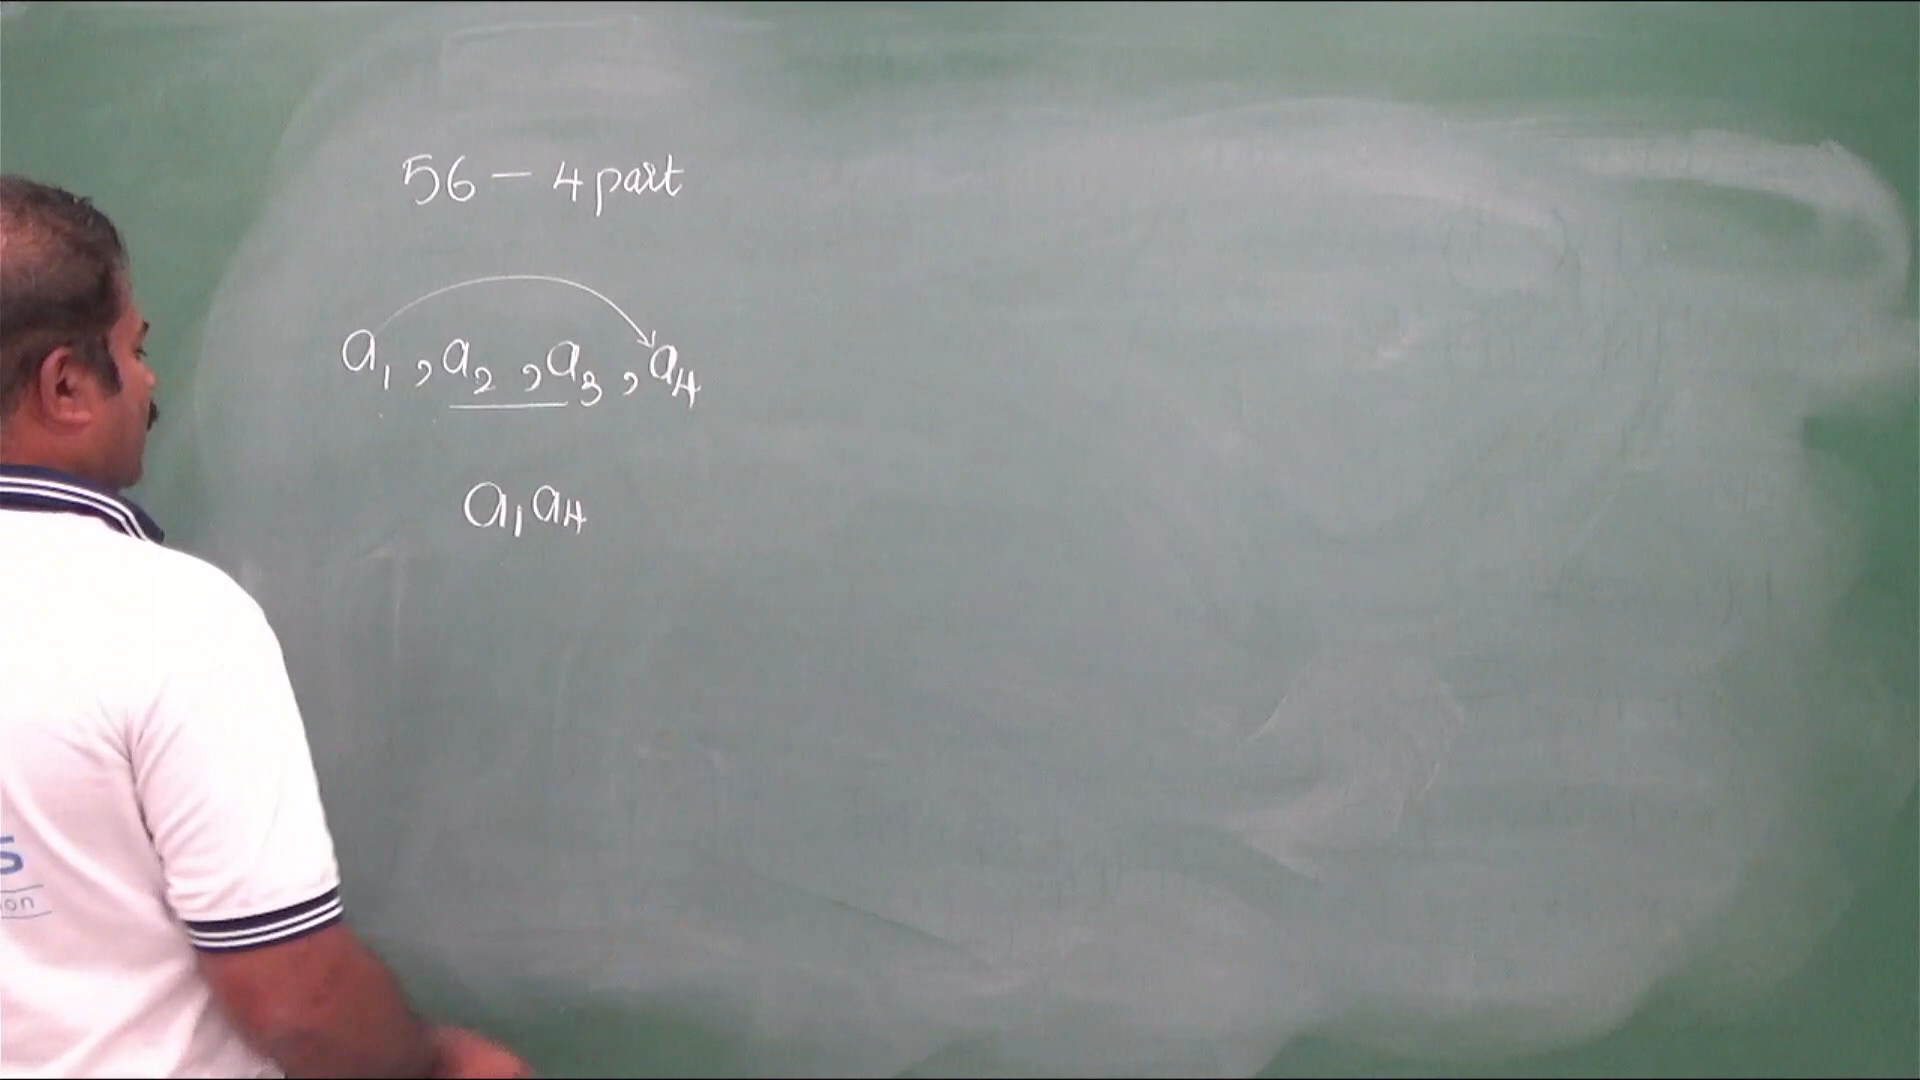 56 - 4 part
a₁, a₂, a₃, a₄
a₁ a₄